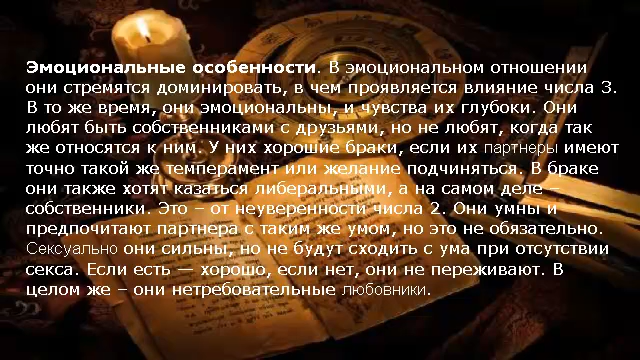 Эмоциональные особенности. В эмоциональном отношении
они стремятся доминировать, в чем проявляется влияние числа 3.
В то же время, они эмоциональны, и чувства их глубоки. Они
любят быть собственниками с друзьями, но не любят, когда так
же относятся к ним. У них хорошие браки, если их партнеры имеют
точно такой же темперамент или желание подчиняться. В браке
они также хотят казаться либеральными, а на самом деле –
собственники. Это – от неуверенности числа 2. Они умны и
предпочитают партнера с таким же умом, но это не обязательно.
Сексуально они сильны, но не будут сходить с ума при отсутствии
секса. Если есть — хорошо, если нет, они не переживают. В
целом же – они нетребовательные любовники.